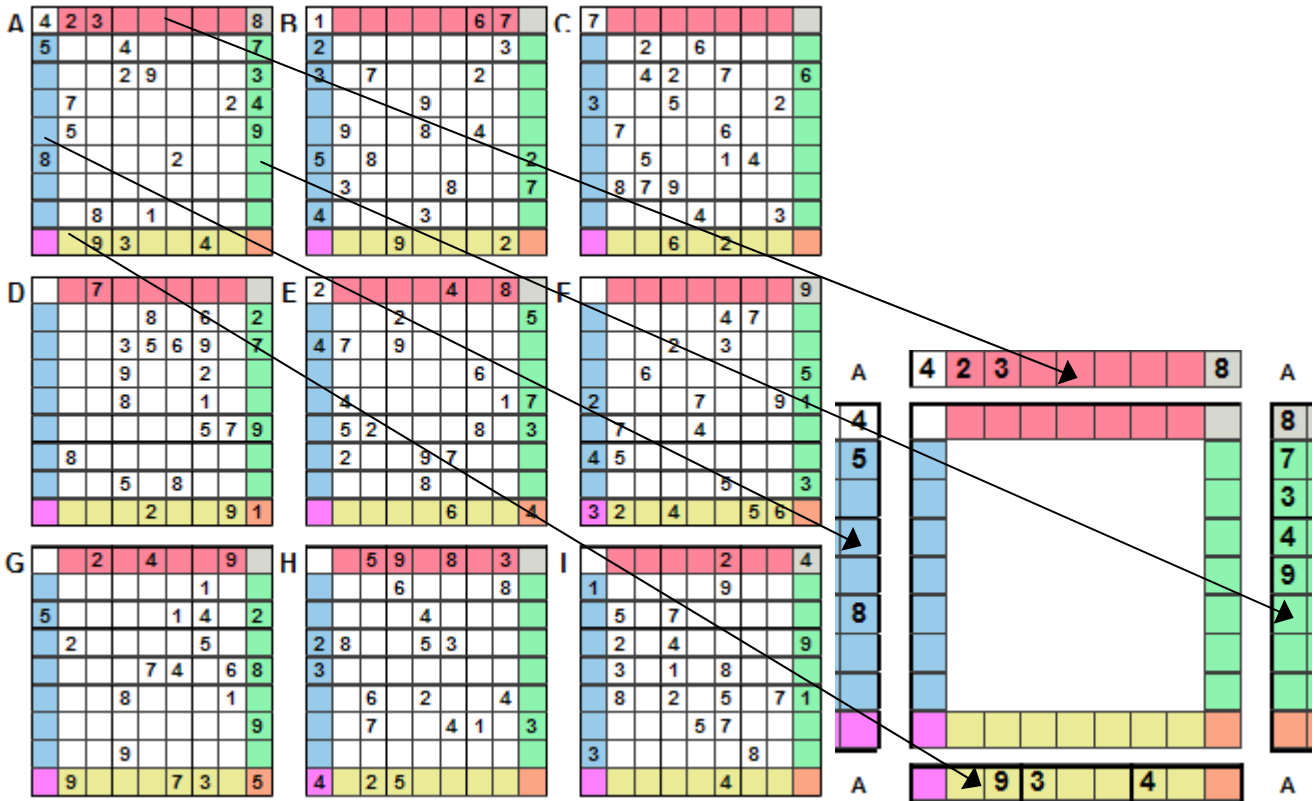 A 4 2 3 8 B 1 6 7 C 7
5 4 7 2 3 2 6
2 9 3 3 7 2 4 2 7 6
7 2 4 9 3 5 2
5 9 9 8 4 7 6
8 2 5 8 2 5 1 4
3 8 7 8 7 9
8 1 4 3 4 3
9 3 4 9 2 6 2
D 7 E 2 4 8 F 9
8 6 2 2 5 4 7
3 5 6 9 7 4 7 9 2 3
9 2 6 6 5
8 1 4 1 7 2 7 9 1
5 7 9 5 2 8 3 7 4
8 2 9 7 4 5
5 8 8 5 3
2 9 1 6 4 3 2 4 5 6
G 2 4 9 H 5 9 8 3 I 2 4
1 6 8 1 9
5 1 4 2 4 5 7
2 5 2 8 5 3 2 4 9
7 4 6 8 3 3 1 8
8 1 6 2 4 8 2 5 7 1
9 7 4 1 3 5 7
9 3 8
9 7 3 5 4 2 5 4
A 4 2 3 8 A
4 8
5 7
3
4
9
8
A 9 3 4 A